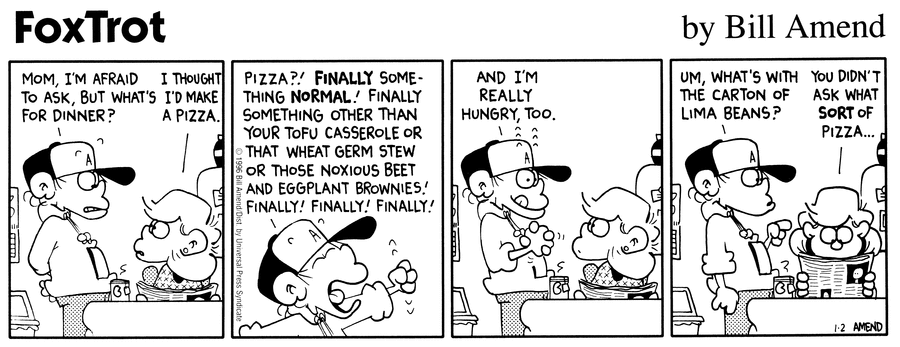 FoxTrot
by Bill Amend
MOM, I'M AFRAID
TO ASK, BUT WHAT'S
FOR DINNER?
I THOUGHT
I'D MAKE
A PIZZA.
PIZZA?! FINALLY SOME-
THING NORMAL! FINALLY
SOMETHING OTHER THAN
YOUR TOFU CASSEROLE OR
THAT WHEAT GERM STEW
OR THOSE NOXIOUS BEET
AND EGGPLANT BROWNIES!
FINALLY! FINALLY! FINALLY!
© 1996 Bill Amend/Dist. by Universal Press Syndicate
AND I'M
REALLY
HUNGRY, TOO.
UM, WHAT'S WITH
THE CARTON OF
LIMA BEANS?
YOU DIDN'T
ASK WHAT
SORT OF
PIZZA...
A
A
A
A
1-2 AMEND